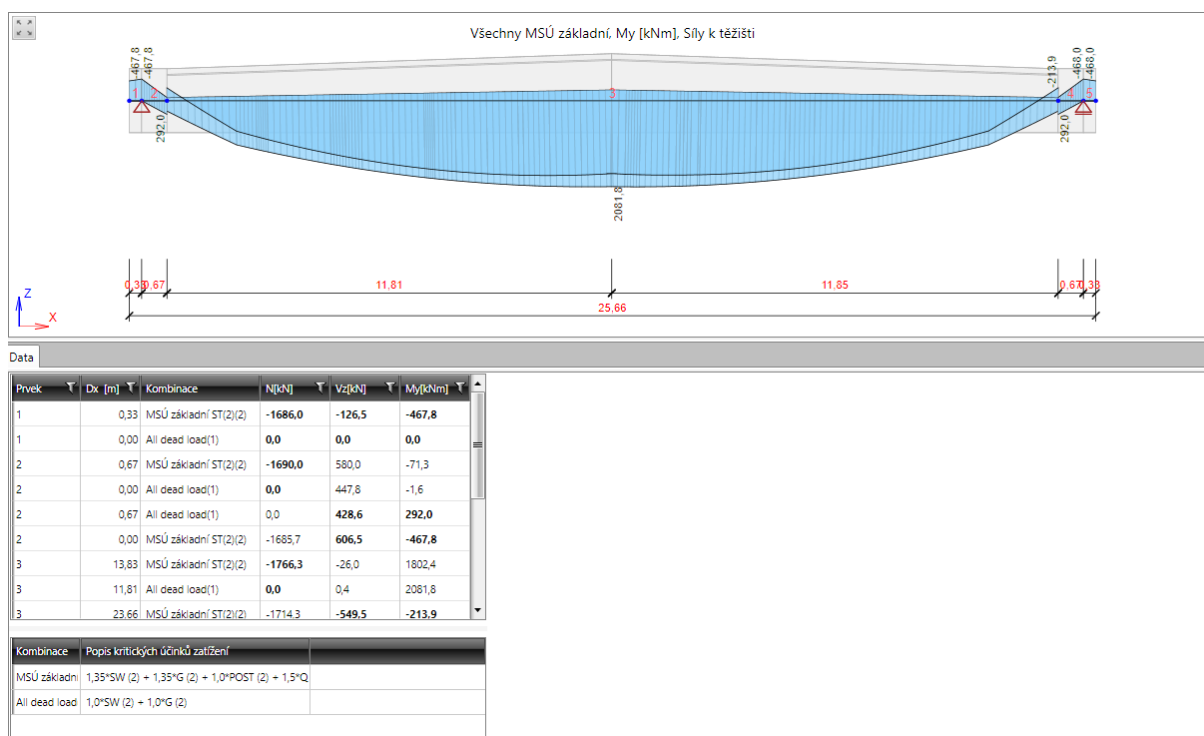 Všechny MSÚ základní, My [kNm], Síly k těžišti
-467,8
-467,8
-213,9
-468,0
-468,0
1
2
3
4
5
292,0
292,0
2081,8
0,67
11,81
11,85
0,67
0,33
25,66
Z
X
Data
Prvek Dx [m] Kombinace N[kN] Vz[kN] My[kNm]
1 0,33 MSÚ základní ST(2)(2) -1686,0 -126,5 -467,8
1 0,00 All dead load(1) 0,0 0,0 0,0
2 0,67 MSÚ základní ST(2)(2) -1690,0 580,0 -71,3
2 0,00 All dead load(1) 0,0 447,8 -1,6
2 0,67 All dead load(1) 0,0 428,6 292,0
2 0,00 MSÚ základní ST(2)(2) -1685,7 606,5 -467,8
3 13,83 MSÚ základní ST(2)(2) -1766,3 -26,0 1802,4
3 11,81 All dead load(1) 0,0 0,4 2081,8
3 23,66 MSÚ základní ST(2)(2) -1714,3 -549,5 -213,9
Kombinace Popis kritických účinků zatížení
MSÚ základn 1,35*SW (2) + 1,35*G (2) + 1,0*POST (2) + 1,5*Q
All dead load 1,0*SW (2) + 1,0*G (2)